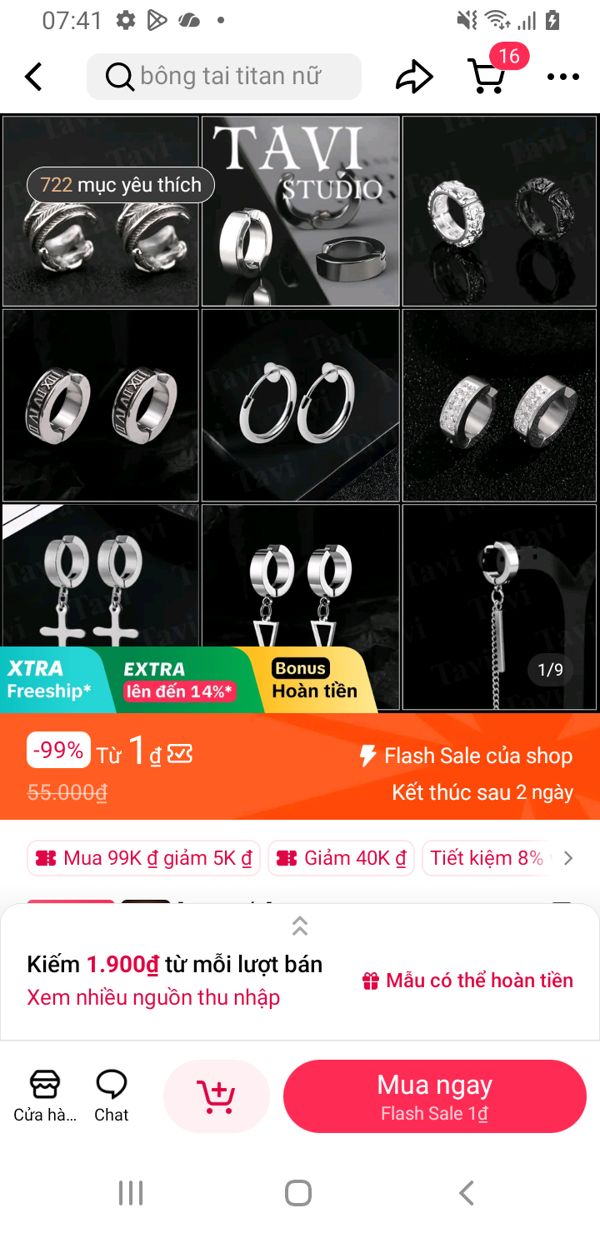 07:41
16
bông tai titan nữ
TAVI
STUDIO
722 mục yêu thích
Tavi
XTRA
Freeship*
EXTRA
lên đến 14%*
Bonus
Hoàn tiền
1/9
-99% Từ 1₫
Flash Sale của shop
55.000₫
Kết thúc sau 2 ngày
Mua 99K ₫ giảm 5K ₫
Giảm 40K ₫
Tiết kiệm 8%
Kiếm 1.900₫ từ mỗi lượt bán
Xem nhiều nguồn thu nhập
Mẫu có thể hoàn tiền
Cửa hà...
Chat
Mua ngay
Flash Sale 1₫